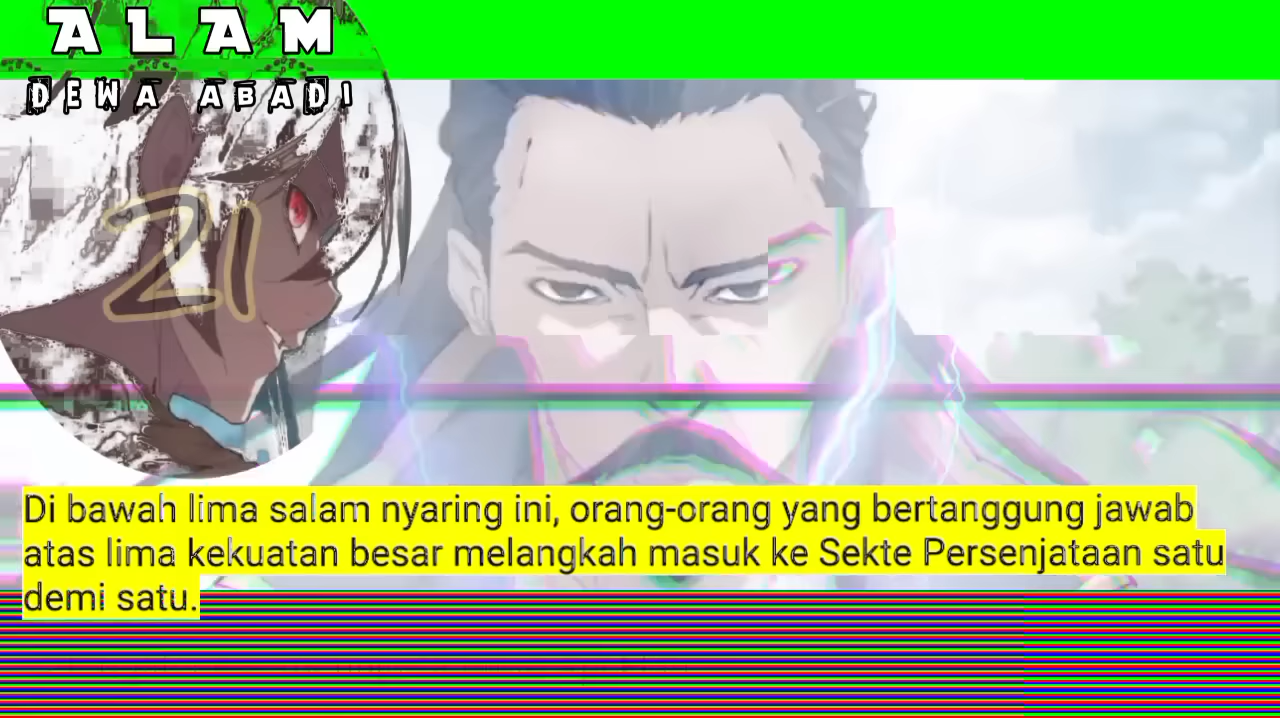 ALAM
DEWA ABADI
21
Di bawah lima salam nyaring ini, orang-orang yang bertanggung jawab
atas lima kekuatan besar melangkah masuk ke Sekte Persenjataan satu
demi satu.